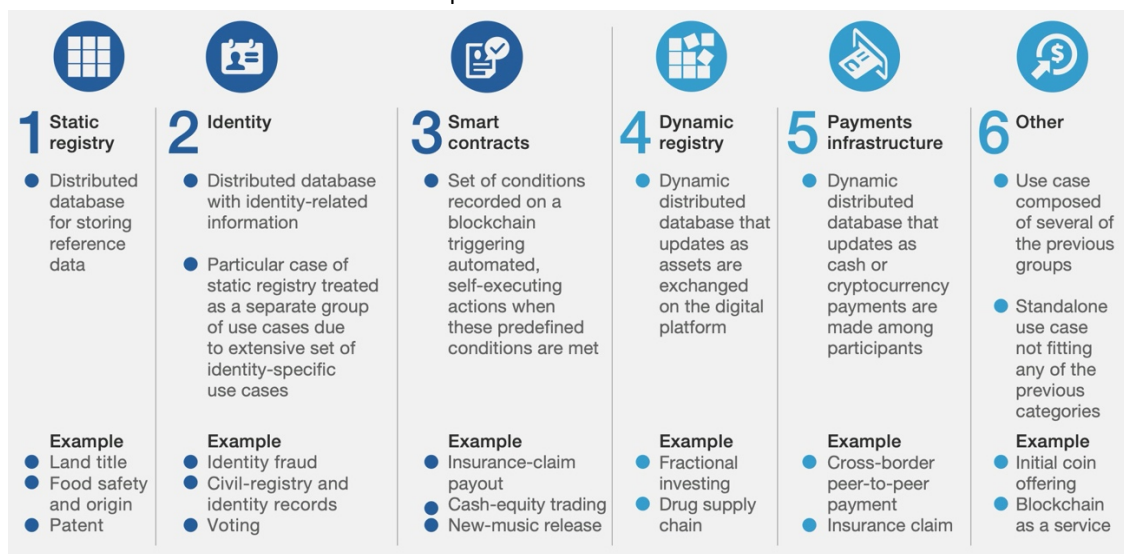 1 Static
registry
Distributed
database
for storing
reference
data
Example
Land title
Food safety
and origin
Patent
2 Identity
Distributed database
with identity-related
information
Particular case of
static registry treated
as a separate group
of use cases due
to extensive set of
identity-specific
use cases
Example
Identity fraud
Civil-registry and
identity records
Voting
3 Smart
contracts
Set of conditions
recorded on a
blockchain
triggering
automated,
self-executing
actions when
these predefined
conditions are met
Example
Insurance-claim
payout
Cash-equity trading
New-music release
4 Dynamic
registry
Dynamic
distributed
database that
updates as
assets are
exchanged
on the digital
platform
Example
Fractional
investing
Drug supply
chain
5 Payments
infrastructure
Dynamic
distributed
database that
updates as
cash or
cryptocurrency
payments are
made among
participants
Example
Cross-border
peer-to-peer
payment
Insurance claim
$
6 Other
Use case
composed
of several of
the previous
groups
Standalone
use case
not fitting
any of the
previous
categories
Example
Initial coin
offering
Blockchain
as a service